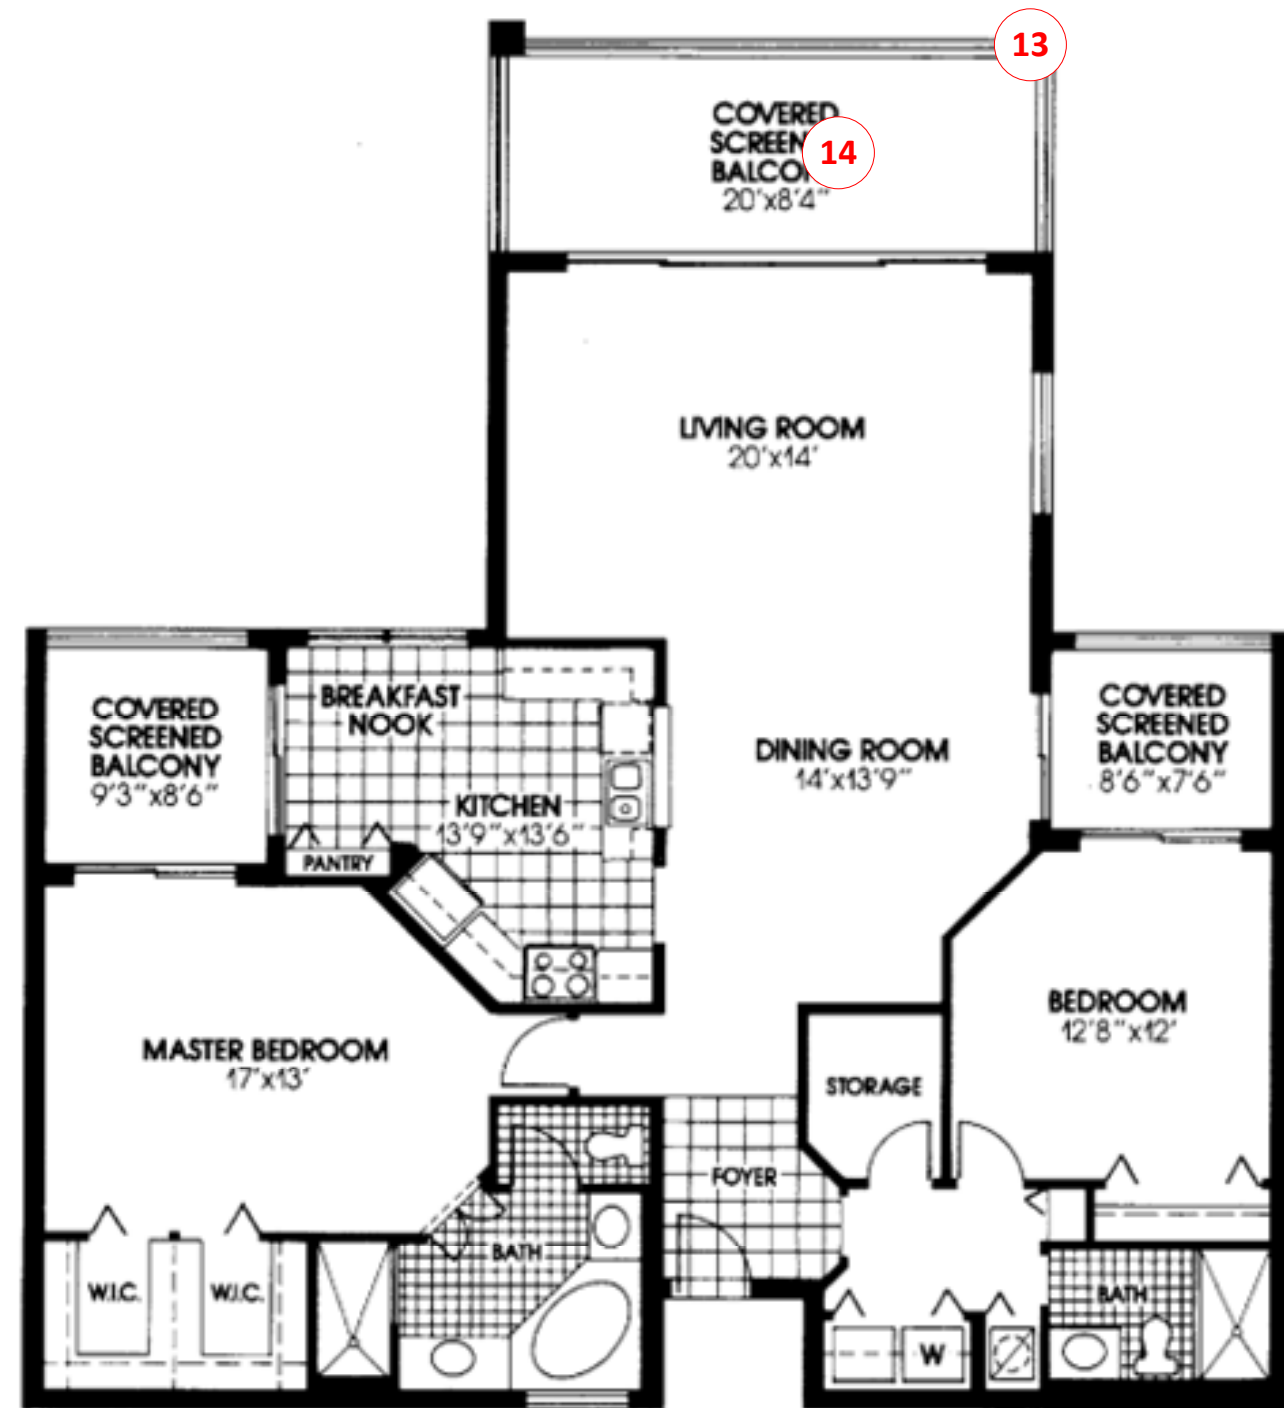 13
COVERED
14
20'x8'4"
LIVING ROOM
20'x14'
BREAKFAST
NOOK
COVERED
SCREENED
BALCONY
9'3"x8'6"
COVERED
SCREENED
BALCONY
8'6"x7'6"
DINING ROOM
14'x13'9"
KITCHEN
13'9"x13'6"
PANTRY
BEDROOM
12'8"x12'
MASTER BEDROOM
17'x13'
STORAGE
FOYER
BATH
W.I.C.
W.I.C.
BATH
W